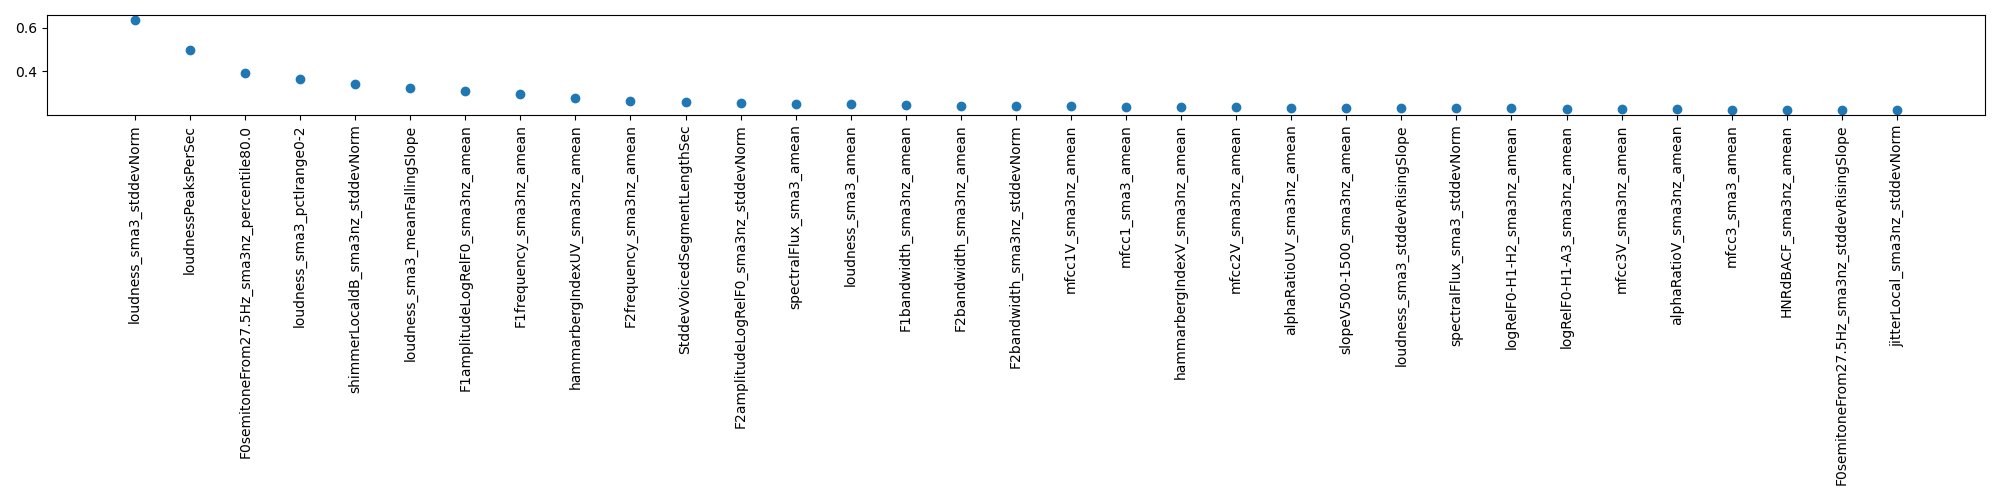 0.6
0.4
loudness_sma3_stddevNorm
loudnessPeaksPerSec
F0semitoneFrom27.5Hz_sma3nz_percentile80.0
loudness_sma3_pctlrange0-2
shimmerLocaldB_sma3nz_stddevNorm
loudness_sma3_meanFallingSlope
F1amplitudeLogRelF0_sma3nz_amean
F1frequency_sma3nz_amean
hammarbergIndexUV_sma3nz_amean
F2frequency_sma3nz_amean
StddevVoicedSegmentLengthSec
F2amplitudeLogRelF0_sma3nz_stddevNorm
spectralFlux_sma3_amean
loudness_sma3_amean
F1bandwidth_sma3nz_amean
F2bandwidth_sma3nz_amean
F2bandwidth_sma3nz_stddevNorm
mfcc1V_sma3nz_amean
mfcc1_sma3_amean
hammarbergIndexV_sma3nz_amean
mfcc2V_sma3nz_amean
alphaRatioUV_sma3nz_amean
slopeV500-1500_sma3nz_amean
loudness_sma3_stddevRisingSlope
spectralFlux_sma3_stddevNorm
logRelF0-H1-H2_sma3nz_amean
logRelF0-H1-A3_sma3nz_amean
mfcc3V_sma3nz_amean
alphaRatioV_sma3nz_amean
mfcc3_sma3_amean
HNRdBACF_sma3nz_amean
F0semitoneFrom27.5Hz_sma3nz_stddevRisingSlope
jitterLocal_sma3nz_stddevNorm